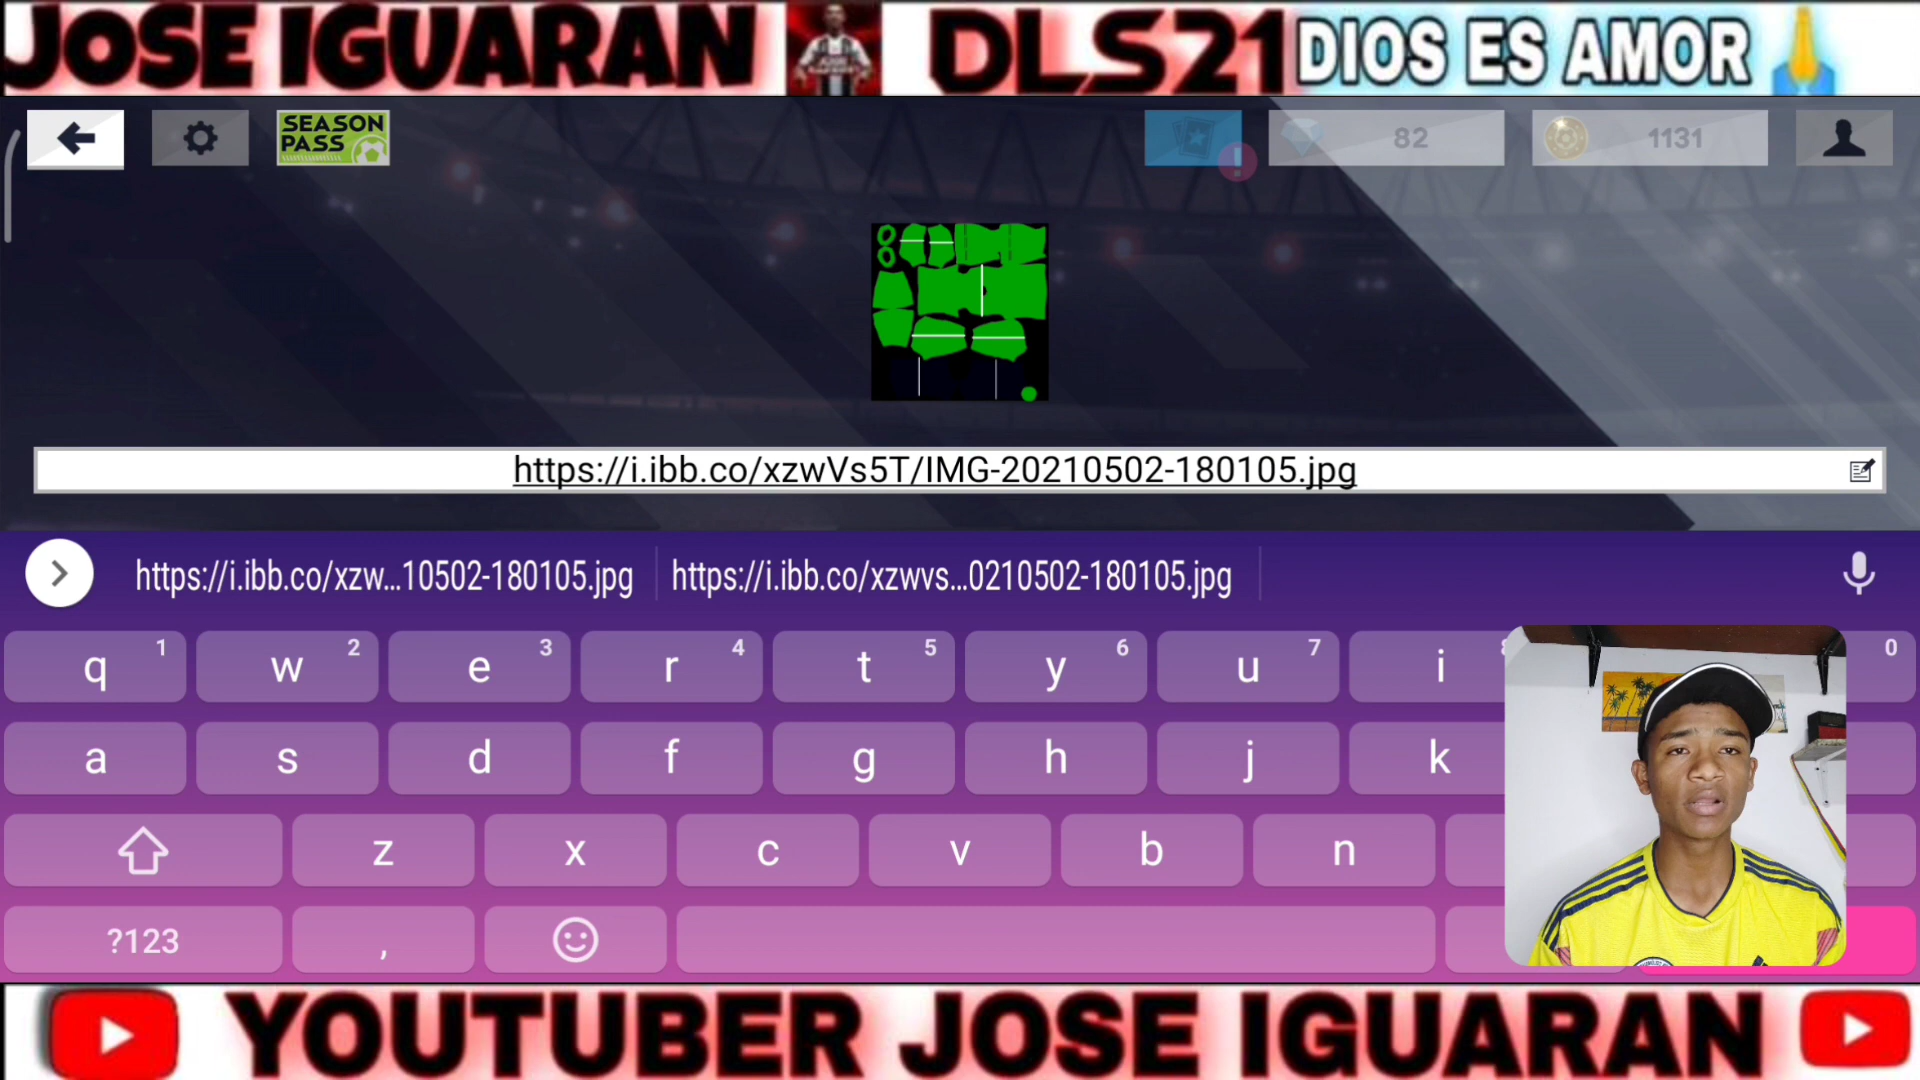 JOSE IGUARAN DLS21 DIOS ES AMOR
SEASON
PASS
!
82
1131
https://i.ibb.co/xzwVs5T/IMG-20210502-180105.jpg
https://i.ibb.co/xzw...10502-180105.jpg
https://i.ibb.co/xzwvs...0210502-180105.jpg
q 1 w 2 e 3 r 4 t 5 y 6 u 7 i 0
a s d f g h j k
z x c v b n
?123 ,
YOUTUBER JOSE IGUARAN